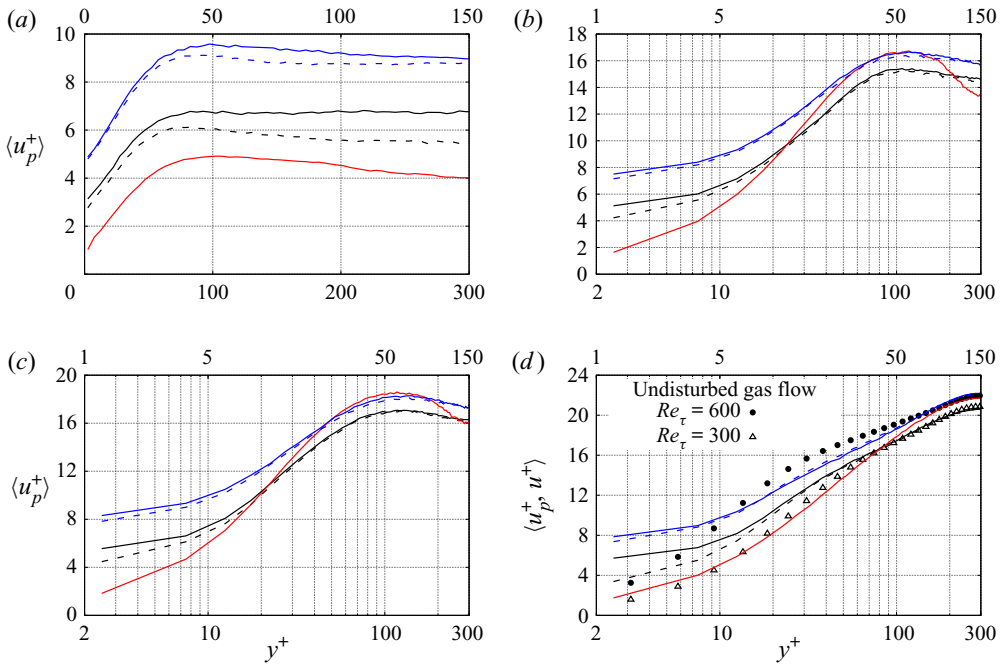 (a) 0 50 100 150
10
8
⟨u_p^+⟩ 6
4
2
0 100 200 300
(b) 1 5 50 150
18
16
14
12
10
8
6
4
2
0
2 10 100 300
(c) 1 5 50 150
20
16
⟨u_p^+⟩ 12
8
4
0
2 10 100 300
y^+
(d) 1 5 50 150
24
Undisturbed gas flow
20
Re_τ = 600
Re_τ = 300
16
⟨u_p^+, u^+⟩ 12
8
4
0
2 10 100 300
y^+